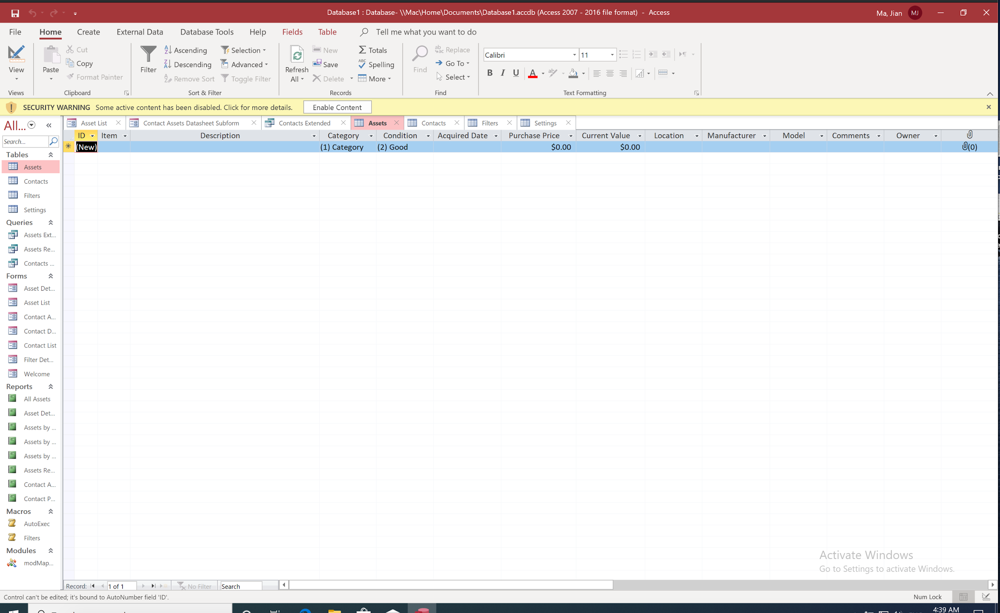 Database1 : Database- \\Mac\Home\Documents\Database1.accdb (Access 2007 - 2016 file format) - Access
Ma, Jian MJ
File Home Create External Data Database Tools Help Fields Table Tell me what you want to do
View
Views
Paste
Cut
Copy
Format Painter
Clipboard
Filter
Ascending
Descending
Remove Sort
Selection
Advanced
Toggle Filter
Sort & Filter
Refresh
All
New
Save
Delete
Totals
Spelling
More
Records
Find
Replace
Go To
Select
Find
Calibri 11
B I U A
Text Formatting
SECURITY WARNING Some active content has been disabled. Click for more details. Enable Content
All...
Search...
Tables
Assets
Contacts
Filters
Settings
Queries
Assets Ext...
Assets Re...
Contacts ...
Forms
Asset Det...
Asset List
Contact A...
Contact D...
Contact List
Filter Det...
Welcome
Reports
All Assets
Asset Det...
Assets by ...
Assets by ...
Assets by ...
Assets Re...
Contact A...
Contact P...
Macros
AutoExec
Filters
Modules
modMap...
Asset List Contact Assets Datasheet Subform Contacts Extended Assets Contacts Filters Settings
ID Item Description Category Condition Acquired Date Purchase Price Current Value Location Manufacturer Model Comments Owner
(New) (1) Category (2) Good $0.00 $0.00 (0)
Activate Windows
Go to Settings to activate Windows.
Record: 1 of 1 No Filter Search
Control can't be edited; it's bound to AutoNumber field 'ID'.
Num Lock
4:39 AM